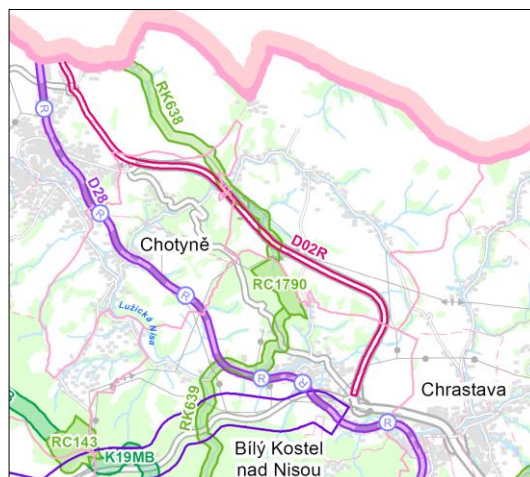 RK638
R
D28
R
Chotyně
D02R
RC1790
R
Lužická
Nisa
R
R
RK639
Chrastava
R
RC143
K19MB
Bílý Kostel
nad Nisou